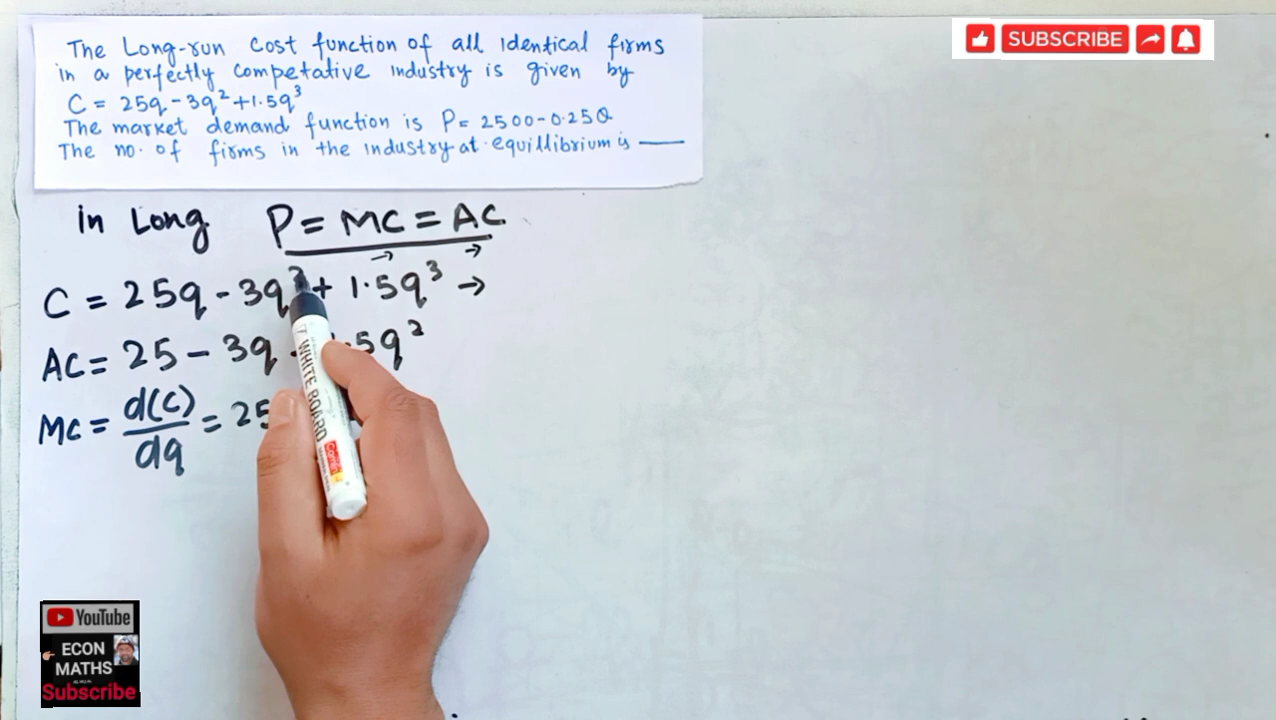 The Long-run Cost function of all identical firms
in a perfectly competative industry is given by
C = 25q - 3q² + 1.5q³
The market demand function is P = 2500 - 0.25Q
The no. of firms in the industry at equillibrium is ——
SUBSCRIBE
in Long P = MC = AC
C = 25q - 3q² + 1.5q³ →
AC = 25 - 3q .5q²
MC = d(C)/dq = 25
WHITE BOARD
Camlin
YouTube
ECON
MATHS
Subscribe